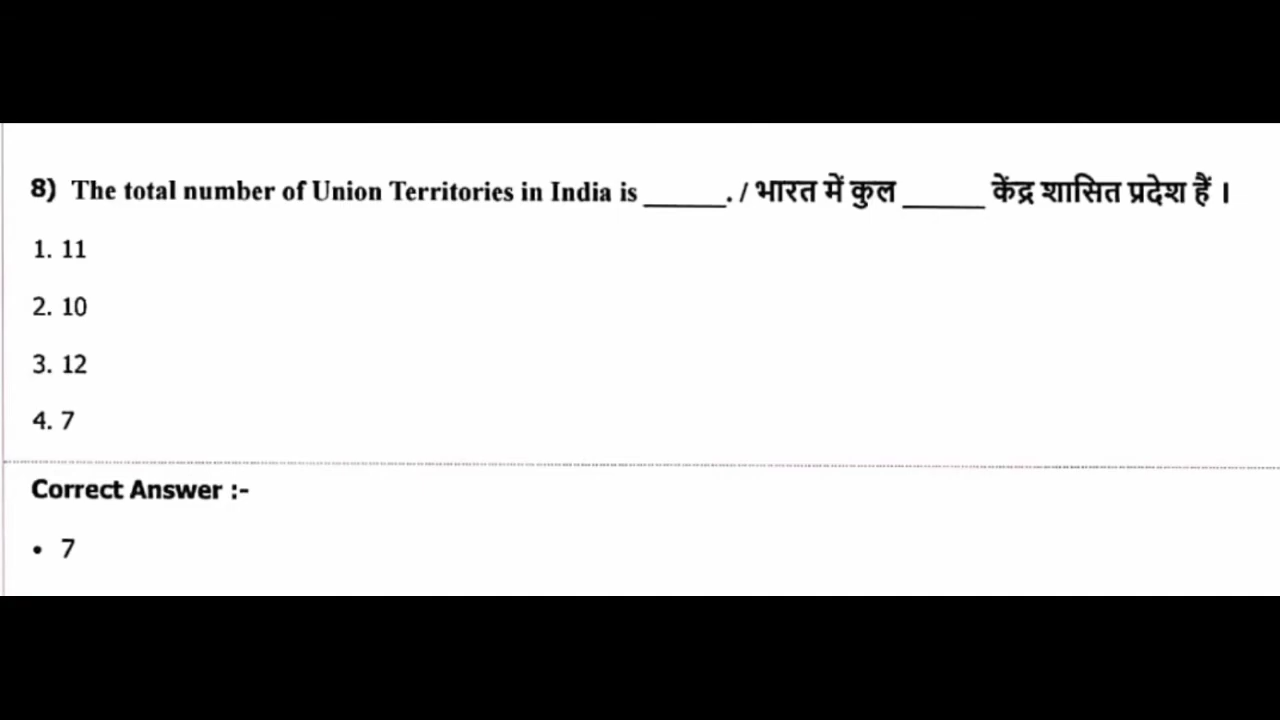 8) The total number of Union Territories in India is ______. / भारत में कुल ______ केंद्र शासित प्रदेश हैं ।
1. 11
2. 10
3. 12
4. 7
Correct Answer :-
• 7